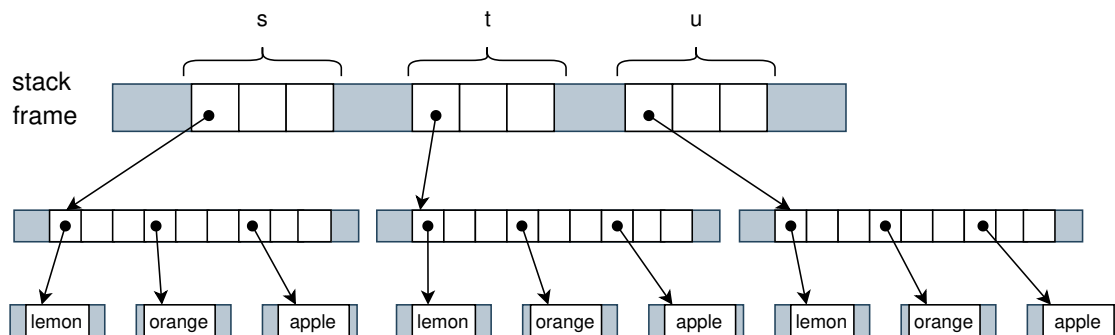 s t u
stack
frame
lemon orange apple lemon orange apple lemon orange apple